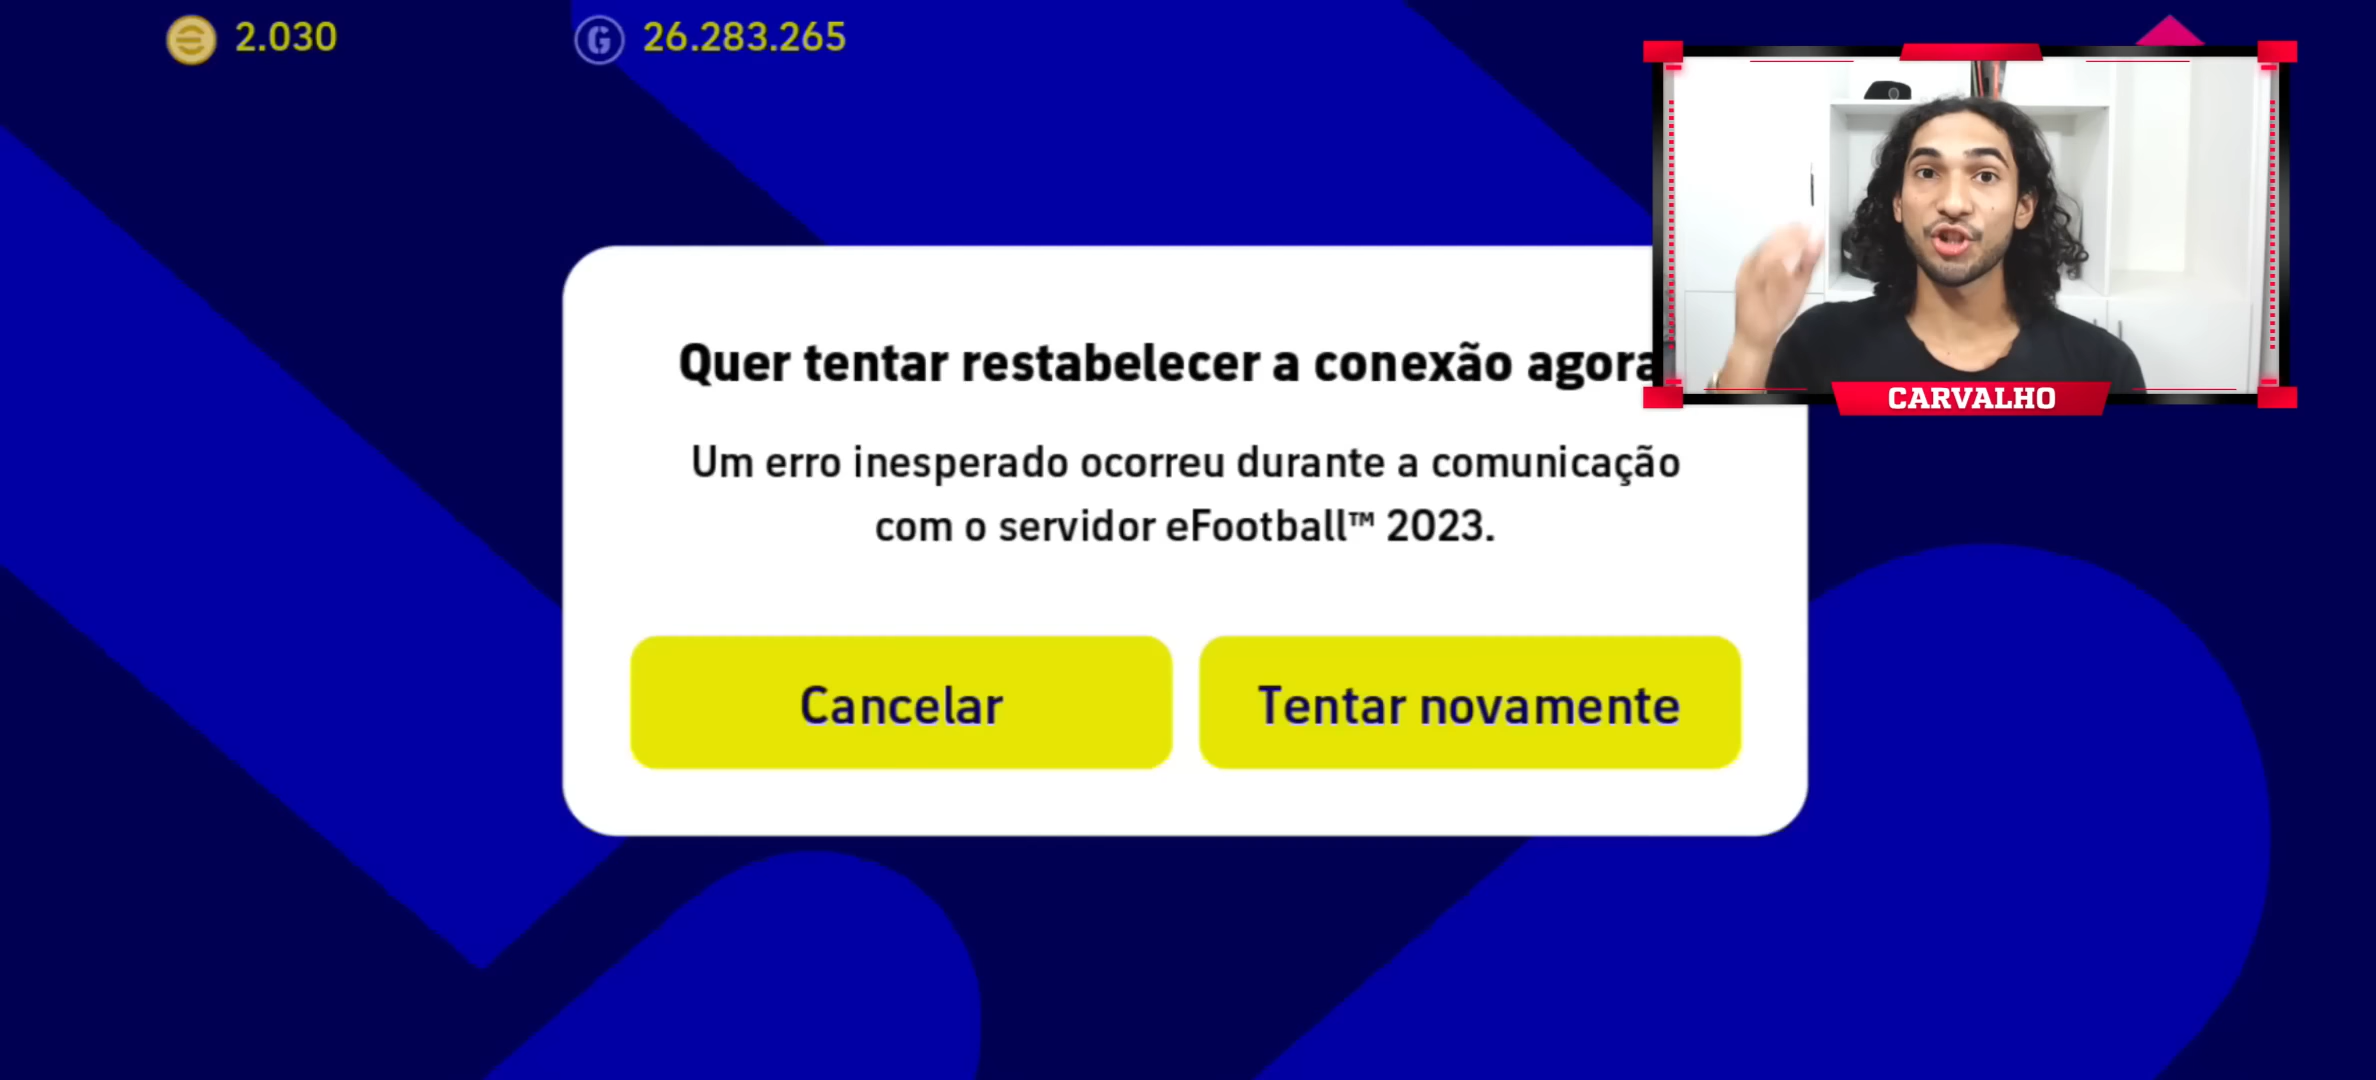 2.030
26.283.265
Quer tentar restabelecer a conexão agora
Um erro inesperado ocorreu durante a comunicação
com o servidor eFootball™ 2023.
Cancelar
Tentar novamente
CARVALHO